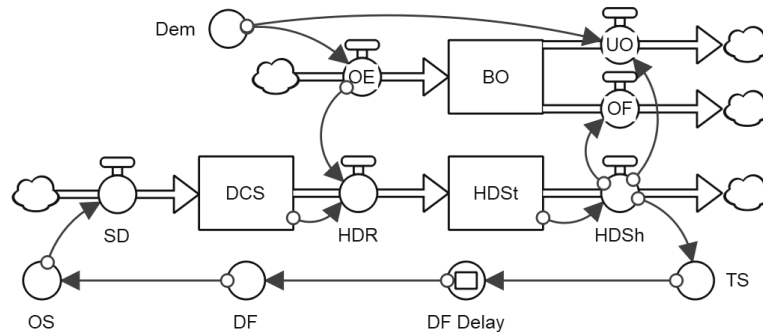 Dem
UO
OE
BO
OF
DCS
HDSt
SD
HDR
HDSh
TS
OS
DF
DF Delay